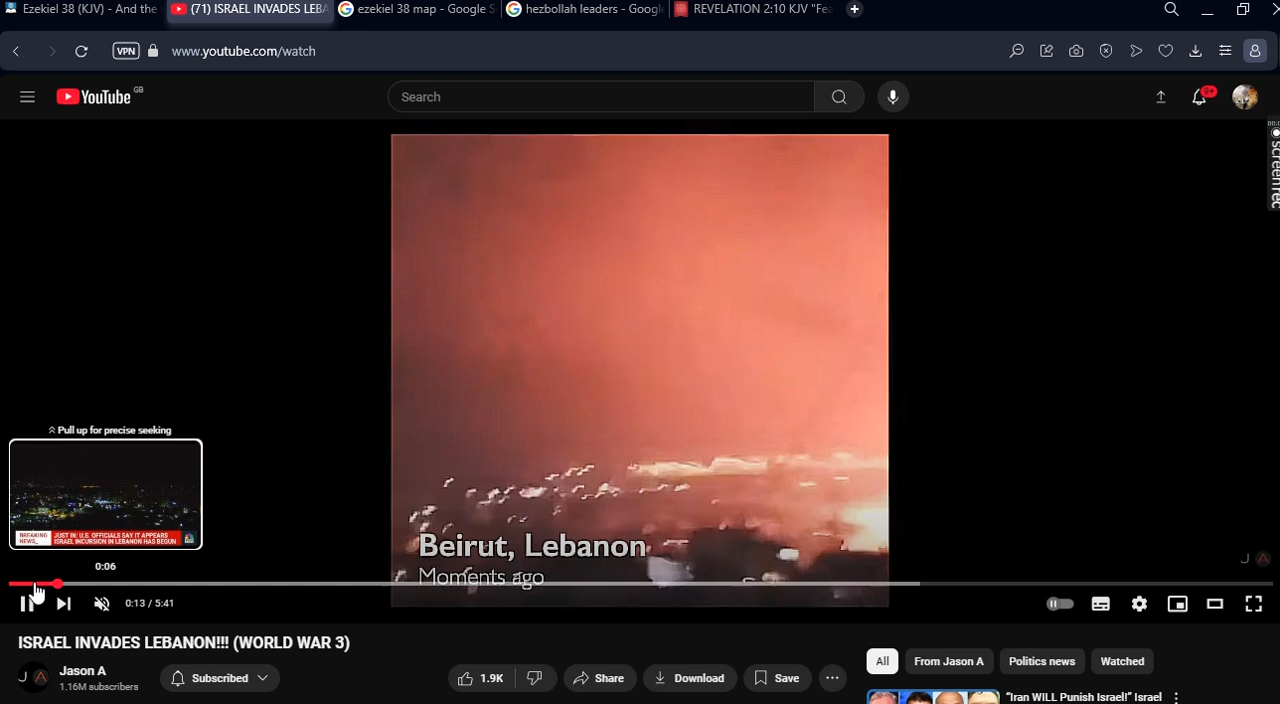 Ezekiel 38 (KJV) - And the
(71) ISRAEL INVADES LEBA
ezekiel 38 map - Google S
hezbollah leaders - Google
REVELATION 2:10 KJV "Fea
VPN
www.youtube.com/watch
YouTube GB
Search
9+
screenrec
Pull up for precise seeking
BREAKING NEWS
JUST IN: U.S. OFFICIALS SAY IT APPEARS
ISRAEL INCURSION IN LEBANON HAS BEGUN
Beirut, Lebanon
Moments ago
0:06
J A
0:13 / 5:41
ISRAEL INVADES LEBANON!!! (WORLD WAR 3)
All
From Jason A
Politics news
Watched
J A
Jason A
1.16M subscribers
Subscribed
1.9K
Share
Download
Save
"Iran WILL Punish Israel!" Israel